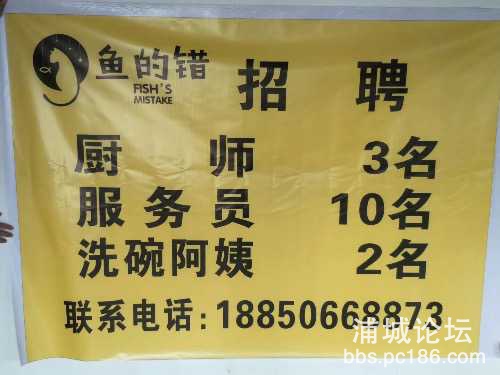 鱼的错
FISH'S
MISTAKE
招聘
厨师 3名
服务员 10名
洗碗阿姨 2名
联系电话:18850668873
浦城论坛
bbs.pc186.com